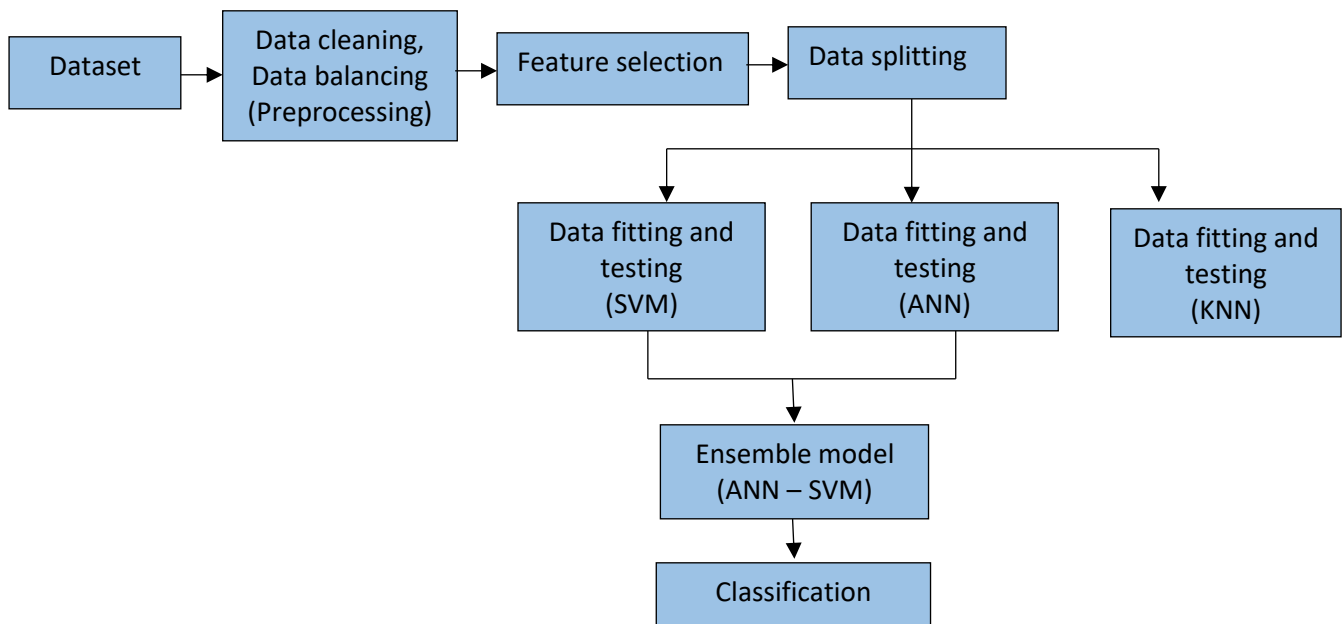 Dataset
Data cleaning,
Data balancing
(Preprocessing)
Feature selection
Data splitting
Data fitting and
testing
(SVM)
Data fitting and
testing
(ANN)
Data fitting and
testing
(KNN)
Ensemble model
(ANN – SVM)
Classification